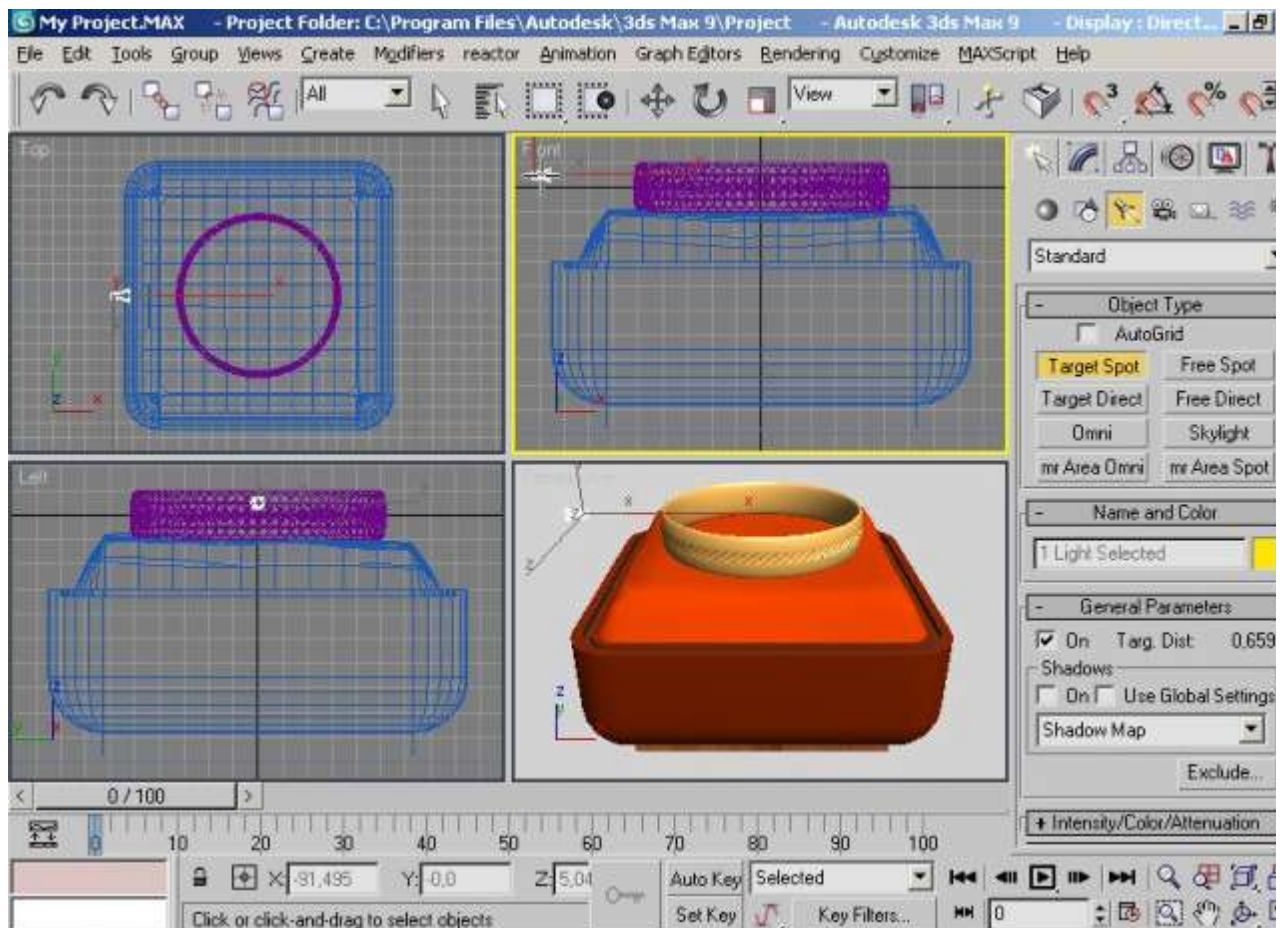 My Project.MAX - Project Folder: C:\Program Files\Autodesk\3ds Max 9\Project - Autodesk 3ds Max 9 - Display : Direct...
File Edit Tools Group Views Create Modifiers reactor Animation Graph Editors Rendering Customize MAXScript Help
All
View
3
%
Top
Front
Standard
- Object Type
AutoGrid
Target Spot Free Spot
Target Direct Free Direct
Omni Skylight
mr Area Omni mr Area Spot
Left
- Name and Color
1 Light Selected
- General Parameters
On Targ. Dist: 0,659
Shadows
On Use Global Settings
Shadow Map
Exclude...
+ Intensity/Color/Attenuation
< 0 / 100 >
0 10 20 30 40 50 60 70 80 90 100
X: -31,495 Y: -0,0 Z: 5,04
Auto Key Selected
Click or click-and-drag to select objects
Set Key Key Filters... 0